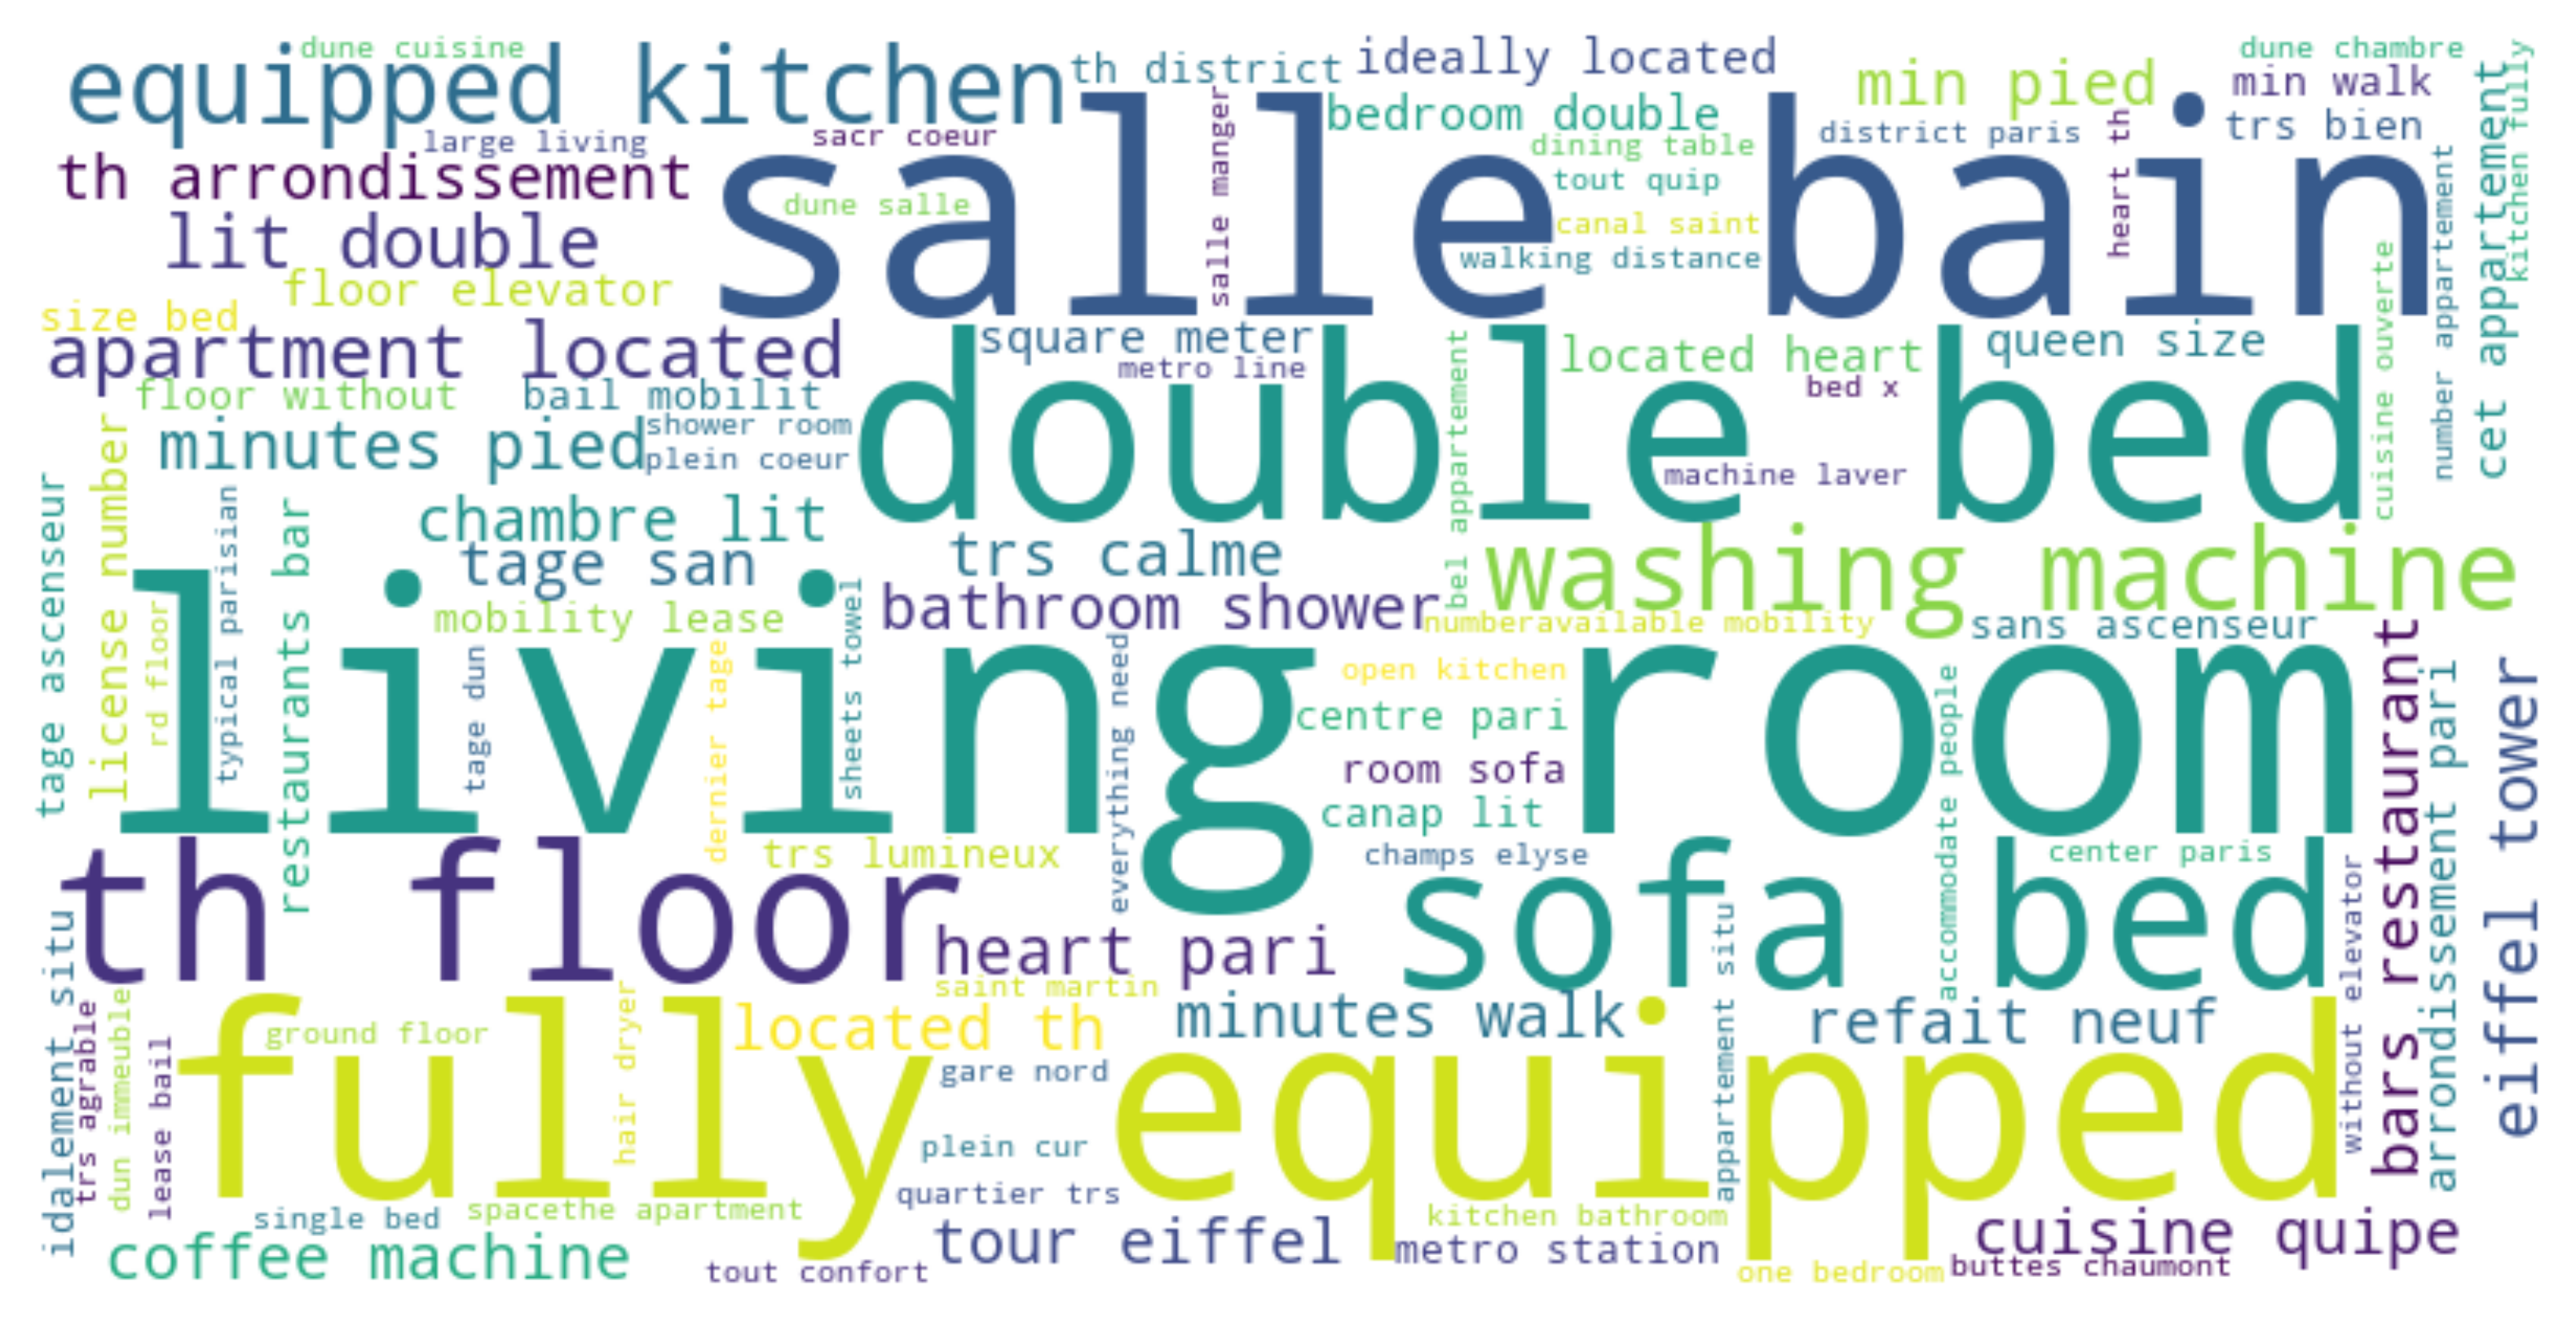 dune cuisine
equipped kitchen
th district
ideally located
min pied
dune chambre
min walk
kitchen fully
large living
sacr coeur
salle manger
bedroom double
dining table
district paris
heart th
trs bien
cet appartement
th arrondissement
salle bain
dune salle
tout quip
canal saint
walking distance
number appartement
lit double
floor elevator
size bed
apartment located
square meter
metro line
located heart
queen size
bed x
cuisine ouverte
floor without
bail mobilit
double bed
minutes pied
shower room
plein coeur
machine laver
bel appartement
license number
tage ascenseur
typical parisian
restaurants bar
chambre lit
tage san
trs calme
washing machine
mobility lease
bathroom shower
numberavailable mobility
sans ascenseur
rd floor
living room
tage dun
dernier tage
sheets towel
everything need
open kitchen
centre pari
room sofa
canap lit
accommodate people
bars restaurant
arrondissement pari
eiffel tower
th floor
trs lumineux
champs elyse
sofa bed
center paris
heart pari
saint martin
idalement situ
trs agrable
dun immeuble
lease bail
ground floor
fully equipped
hair dryer
located th
minutes walk
appartement situ
refait neuf
without elevator
gare nord
plein cur
quartier trs
single bed
spacethe apartment
kitchen bathroom
cuisine quipe
coffee machine
tout confort
tour eiffel
metro station
one bedroom
buttes chaumont